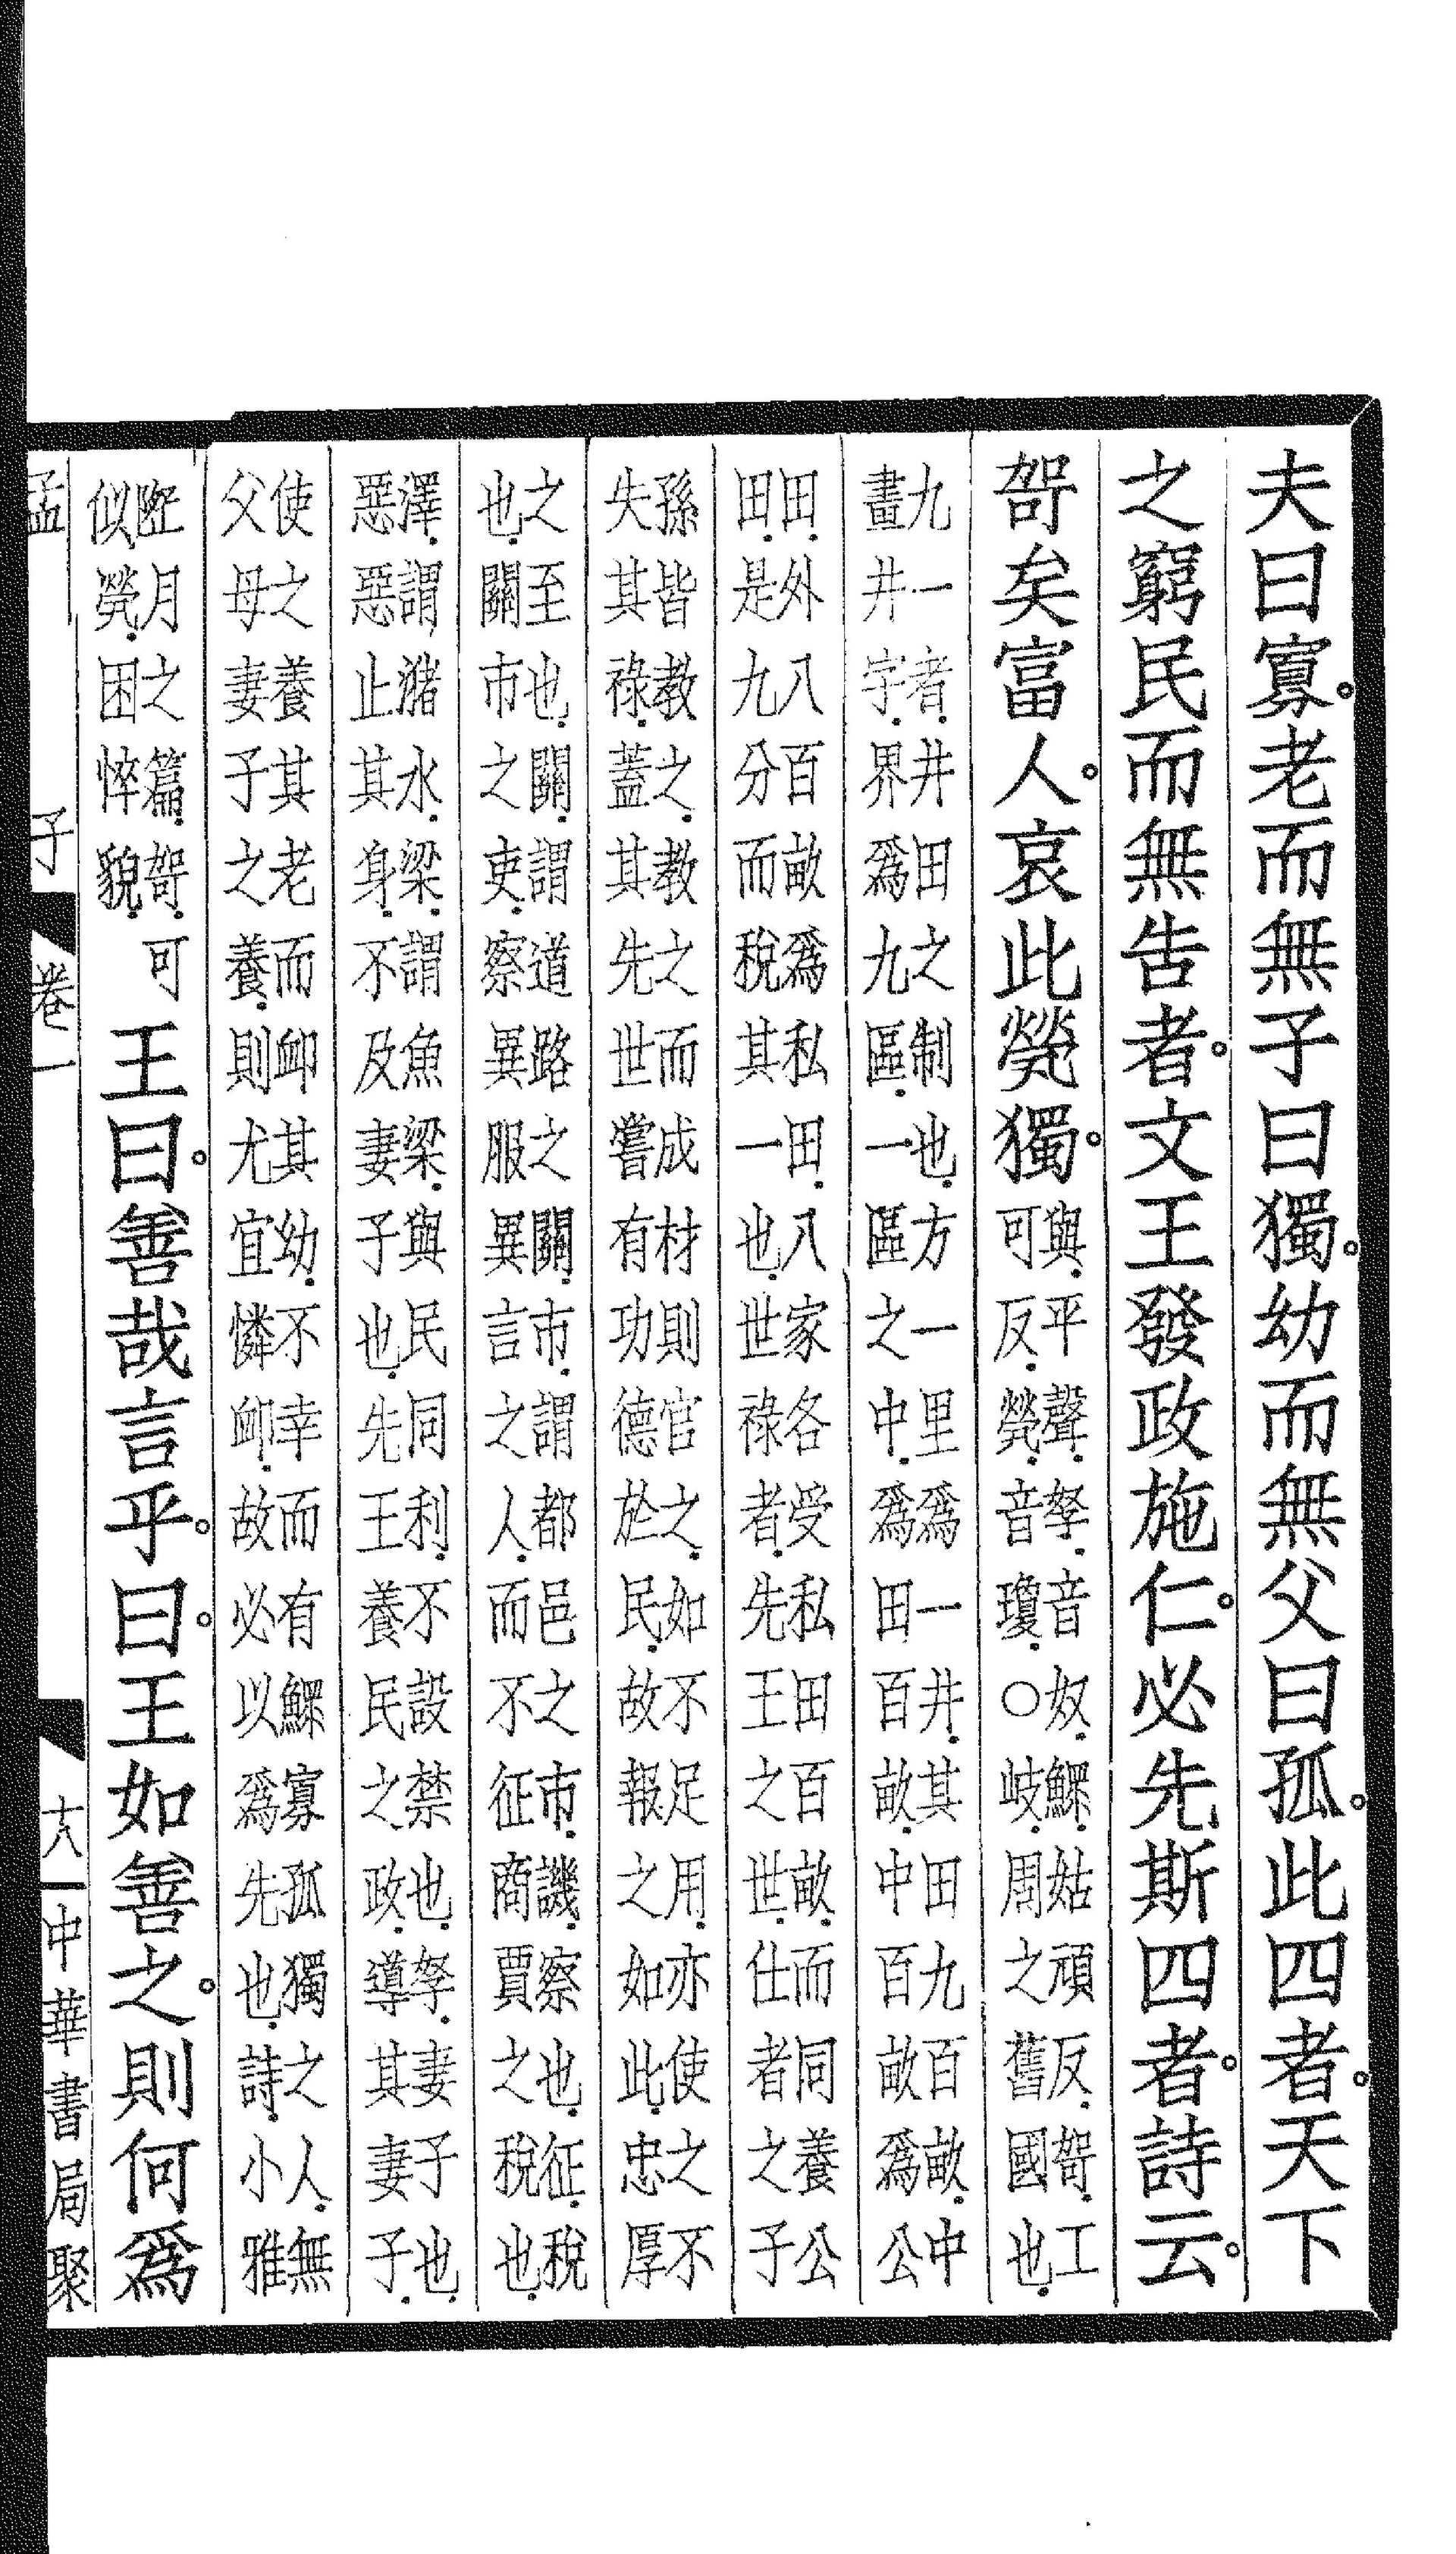 夫曰寡。老而無子曰獨。幼而無父曰孤。此四者。天下
之窮民而無告者。文王發政施仁。必先斯四者。詩云。
哿矣富人。哀此煢獨。
與.平聲.孥.音奴.鰥.姑頑反.哿.工
可反.煢.音瓊.○岐.周之舊國也.
九一者.井田之制也.方一里爲一井.其田九百畝.中
畫井字.界爲九區.一區之中.爲田百畝.中百畝爲公
田.外八百畝爲私田.八家各受私田百畝.而同養公
田.是九分而稅其一也.世祿者.先王之世.仕者之子
孫皆教之.教之而成材則官之.如不足用.亦使之不
失其祿.蓋其先世嘗有功德於民.故報之如此.忠厚
之至也.關.謂道路之關.市.謂都邑之市.譏.察也.征.稅
也.關市之吏.察異服異言之人.而不征商賈之稅也.
澤.謂瀦水.梁.謂魚梁.與民同利.不設禁也.孥.妻子也.
惡惡止其身.不及妻子也.先王養民之政.導其妻子.
使之養其老而卹其幼.不幸而有鰥寡孤獨之人.無
父母妻子之養.則尤宜憐卹.故必以爲先也.詩.小雅
月之篇.哿.可
似煢.困悴貌.
王曰。善哉言乎。曰。王如善之。則何爲
孟子 卷一 十八 中華書局聚